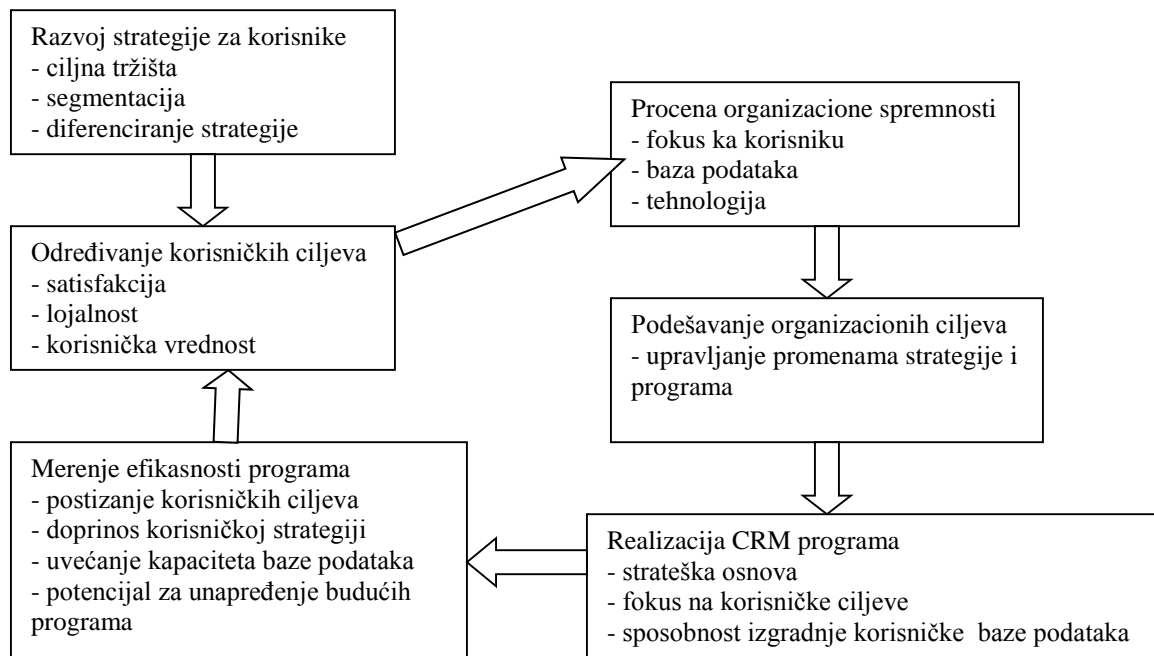 Razvoj strategije za korisnike
- ciljna tržišta
- segmentacija
- diferenciranje strategije
Određivanje korisničkih ciljeva
- satisfakcija
- lojalnost
- korisnička vrednost
Procena organizacione spremnosti
- fokus ka korisniku
- baza podataka
- tehnologija
Podešavanje organizacionih ciljeva
- upravljanje promenama strategije i
programa
Realizacija CRM programa
- strateška osnova
- fokus na korisničke ciljeve
- sposobnost izgradnje korisničke baze podataka
Merenje efikasnosti programa
- postizanje korisničkih ciljeva
- doprinos korisničkoj strategiji
- uvećanje kapaciteta baze podataka
- potencijal za unapređenje budućih
programa